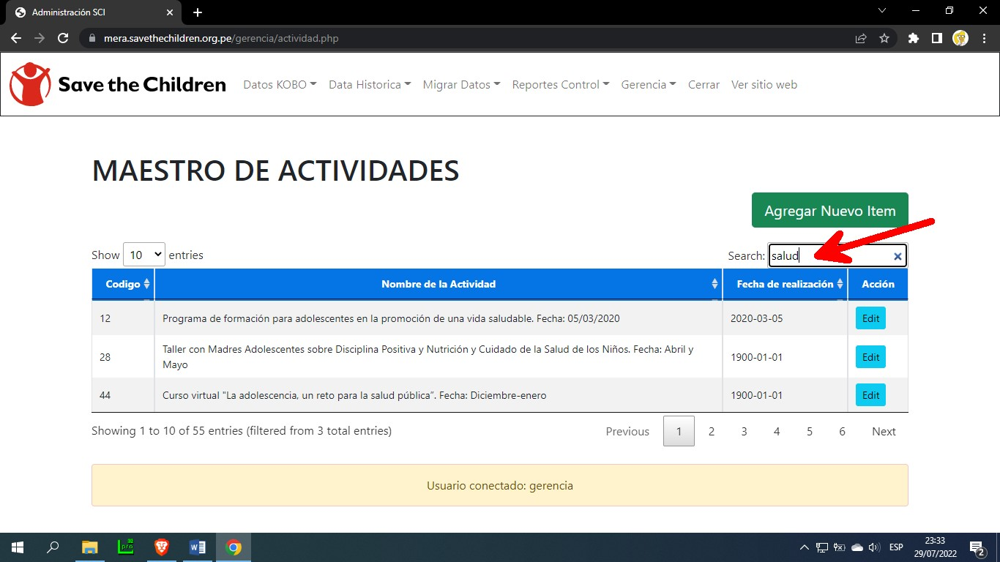 Administración SCI
mera.savethechildren.org.pe/gerencia/actividad.php
Save the Children Datos KOBO Data Historica Migrar Datos Reportes Control Gerencia Cerrar Ver sitio web
MAESTRO DE ACTIVIDADES
Agregar Nuevo Item
Show 10 entries Search: salud
Codigo Nombre de la Actividad Fecha de realización Acción
12 Programa de formación para adolescentes en la promoción de una vida saludable. Fecha: 05/03/2020 2020-03-05 Edit
28 Taller con Madres Adolescentes sobre Disciplina Positiva y Nutrición y Cuidado de la Salud de los Niños. Fecha: Abril y
Mayo 1900-01-01 Edit
44 Curso virtual “La adolescencia, un reto para la salud pública”. Fecha: Diciembre-enero 1900-01-01 Edit
Showing 1 to 10 of 55 entries (filtered from 3 total entries) Previous 1 2 3 4 5 6 Next
Usuario conectado: gerencia
ESP 23:33
29/07/2022 2